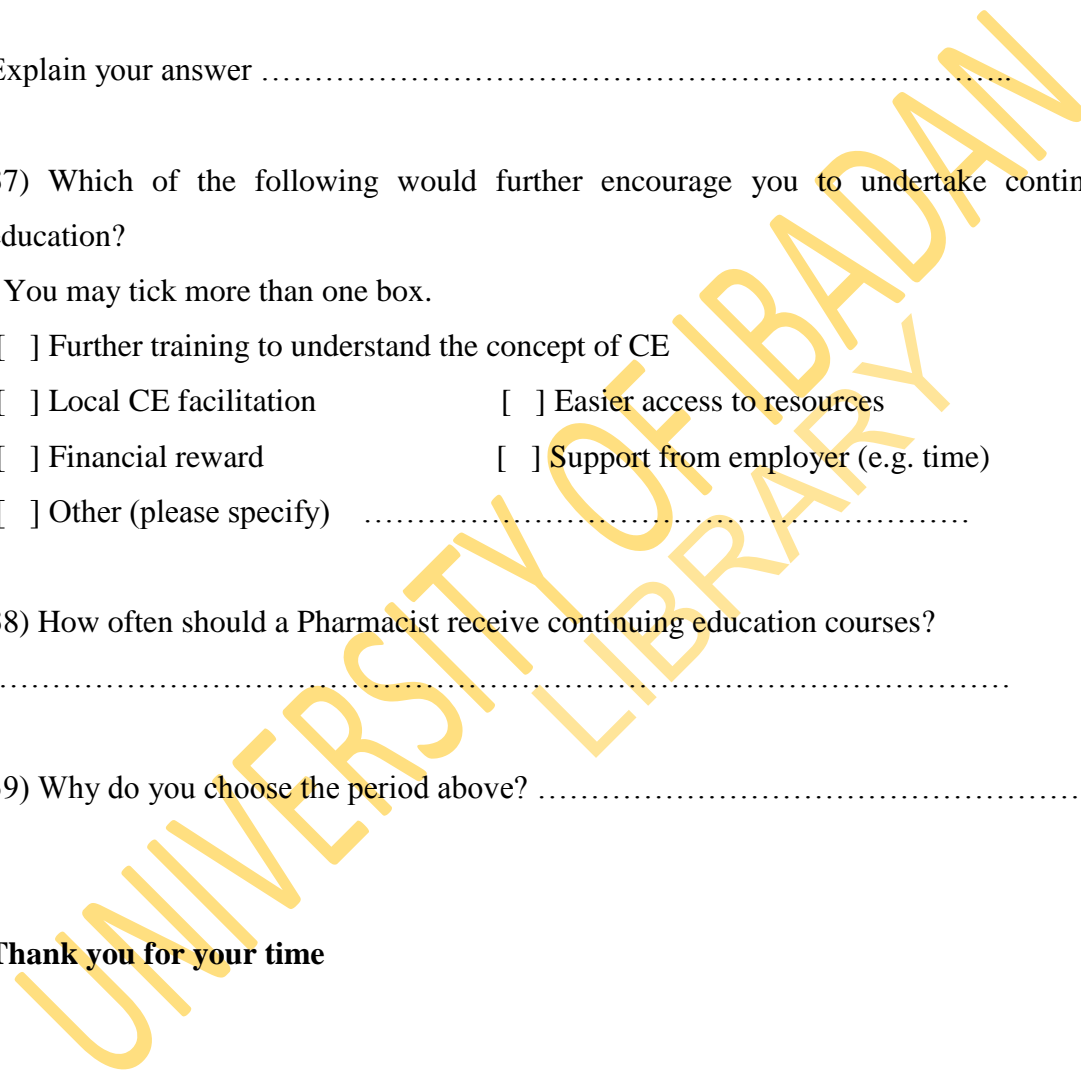 Explain your answer ……………………………………………………………..
37) Which of the following would further encourage you to undertake contin
education?
You may tick more than one box.
[ ] Further training to understand the concept of CE
[ ] Local CE facilitation [ ] Easier access to resources
[ ] Financial reward [ ] Support from employer (e.g. time)
[ ] Other (please specify) …………………………………………………
38) How often should a Pharmacist receive continuing education courses?
……………………………………………………………………………………
39) Why do you choose the period above? ……………………………………………
Thank you for your time
UNIVERSITY OF IBADAN
LIBRARY